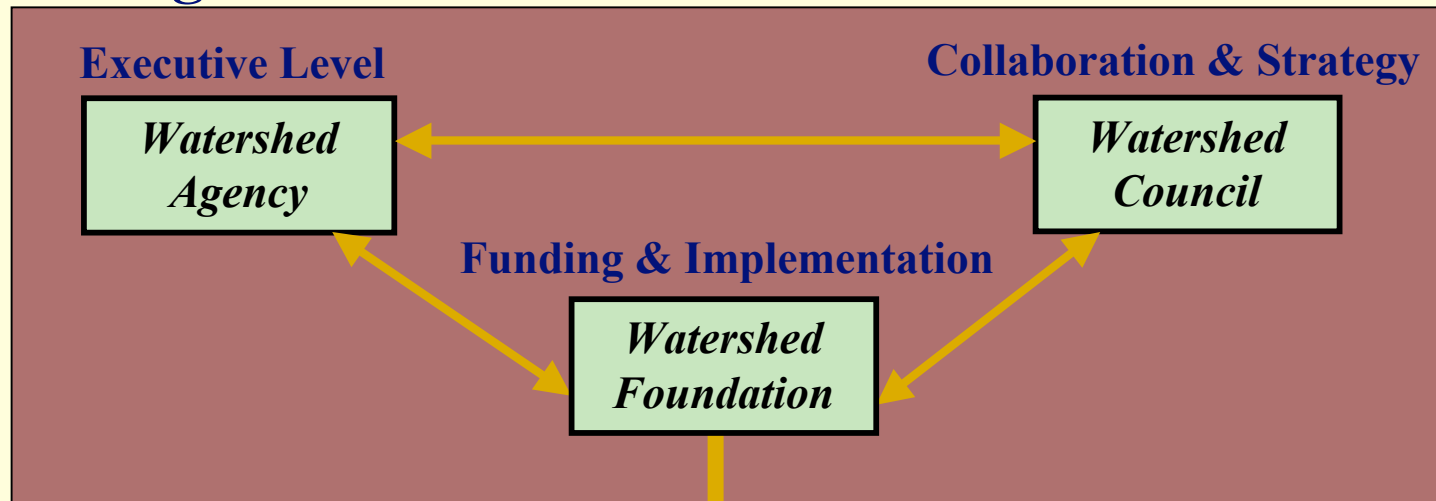 Executive Level
Collaboration & Strategy
Watershed
Agency
Watershed
Council
Funding & Implementation
Watershed
Foundation